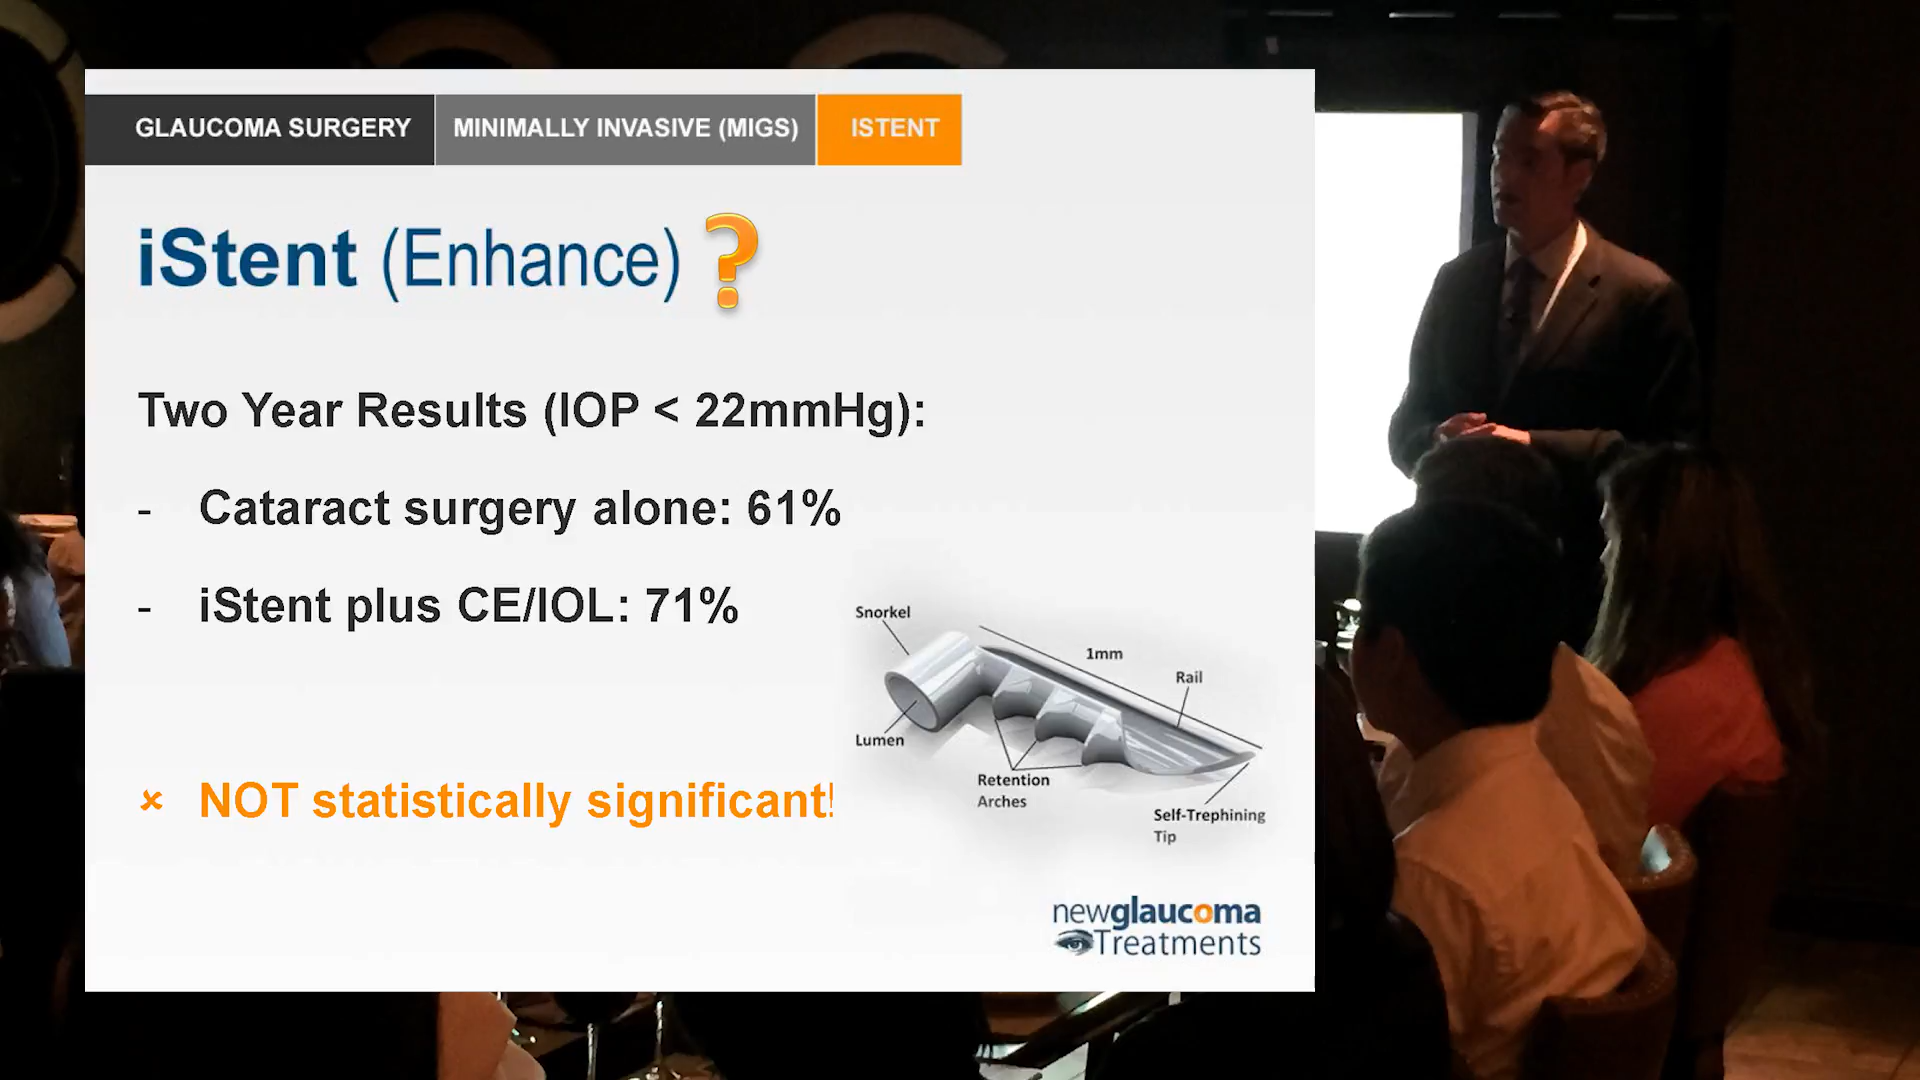 GLAUCOMA SURGERY
MINIMALLY INVASIVE (MIGS)
ISTENT
iStent (Enhance) ?
Two Year Results (IOP < 22mmHg):
- Cataract surgery alone: 61%
- iStent plus CE/IOL: 71%
× NOT statistically significant!
Snorkel
1mm
Rail
Lumen
Retention
Arches
Self-Trephining
Tip
newglaucoma
Treatments